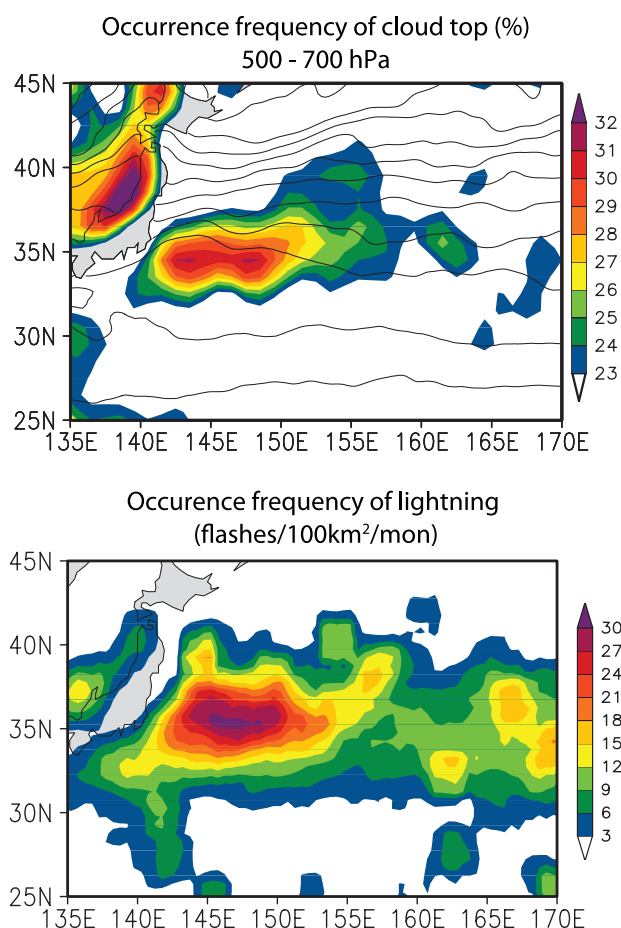 Occurrence frequency of cloud top (%)
500 - 700 hPa
45N
40N
35N
30N
25N
135E 140E 145E 150E 155E 160E 165E 170E
32
31
30
29
28
27
26
25
24
23
Occurence frequency of lightning
(flashes/100km²/mon)
45N
40N
35N
30N
25N
135E 140E 145E 150E 155E 160E 165E 170E
30
27
24
21
18
15
12
9
6
3